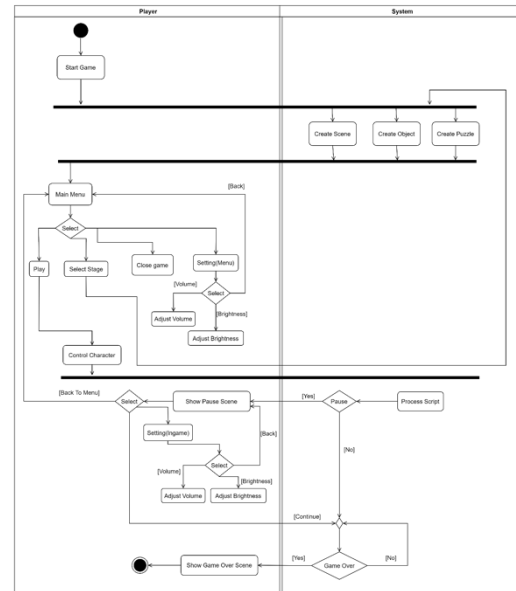 Player
System
Start Game
Create Scene
Create Object
Create Puzzle
Main Menu
[Back]
Select
Play
Select Stage
Close game
Setting(Menu)
[Volume]
Select
[Brightness]
Adjust Volume
Adjust Brightness
Control Character
[Back To Menu]
Select
Show Pause Scene
[Yes]
Pause
Process Script
Setting(Ingame)
[Back]
[No]
[Volume]
Select
[Brightness]
Adjust Volume
Adjust Brightness
[Continue]
Show Game Over Scene
[Yes]
Game Over
[No]